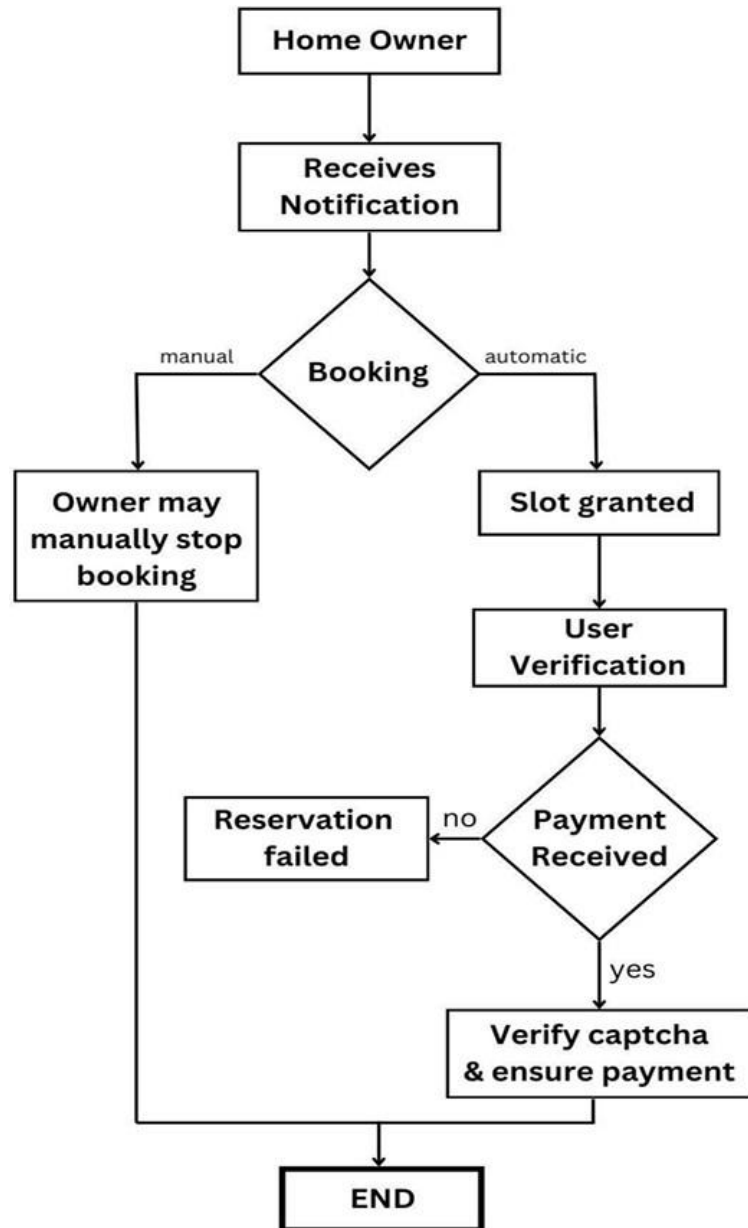 Home Owner
Receives
Notification
manual
Booking
automatic
Owner may
manually stop
booking
Slot granted
User
Verification
Reservation
failed
no
Payment
Received
yes
Verify captcha
& ensure payment
END